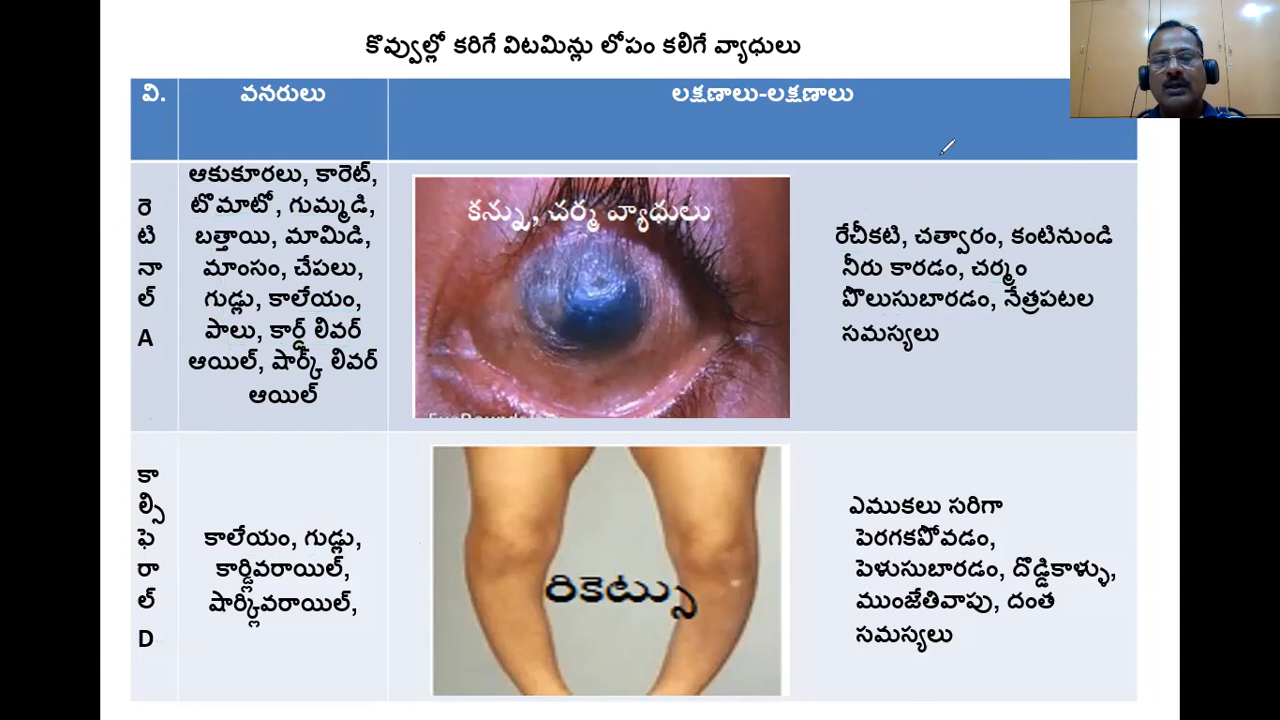 కొవ్వుల్లో కరిగే విటమిన్లు లోపం కలిగే వ్యాధులు
వి.
వనరులు
లక్షణాలు-లక్షణాలు
రె
టి
నా
ల్
A
ఆకుకూరలు, కారెట్,
టొమాటో, గుమ్మడి,
బత్తాయి, మామిడి,
మాంసం, చేపలు,
గుడ్లు, కాలేయం,
పాలు, కార్డ్ లివర్
ఆయిల్, షార్క్ లివర్
ఆయిల్
కన్ను, చర్మ వ్యాధులు
రేచీకటి, చత్వారం, కంటినుండి
నీరు కారడం, చర్మం
పొలుసుబారడం, నేత్రపటల
సమస్యలు
కా
ల్సి
ఫె
రా
ల్
D
కాలేయం, గుడ్లు,
కార్డ్లివరాయిల్,
షార్క్లివరాయిల్,
రికెట్సు
ఎముకలు సరిగా
పెరగకపోవడం,
పెళుసుబారడం, దొడ్డికాళ్ళు,
ముంజేతివాపు, దంత
సమస్యలు